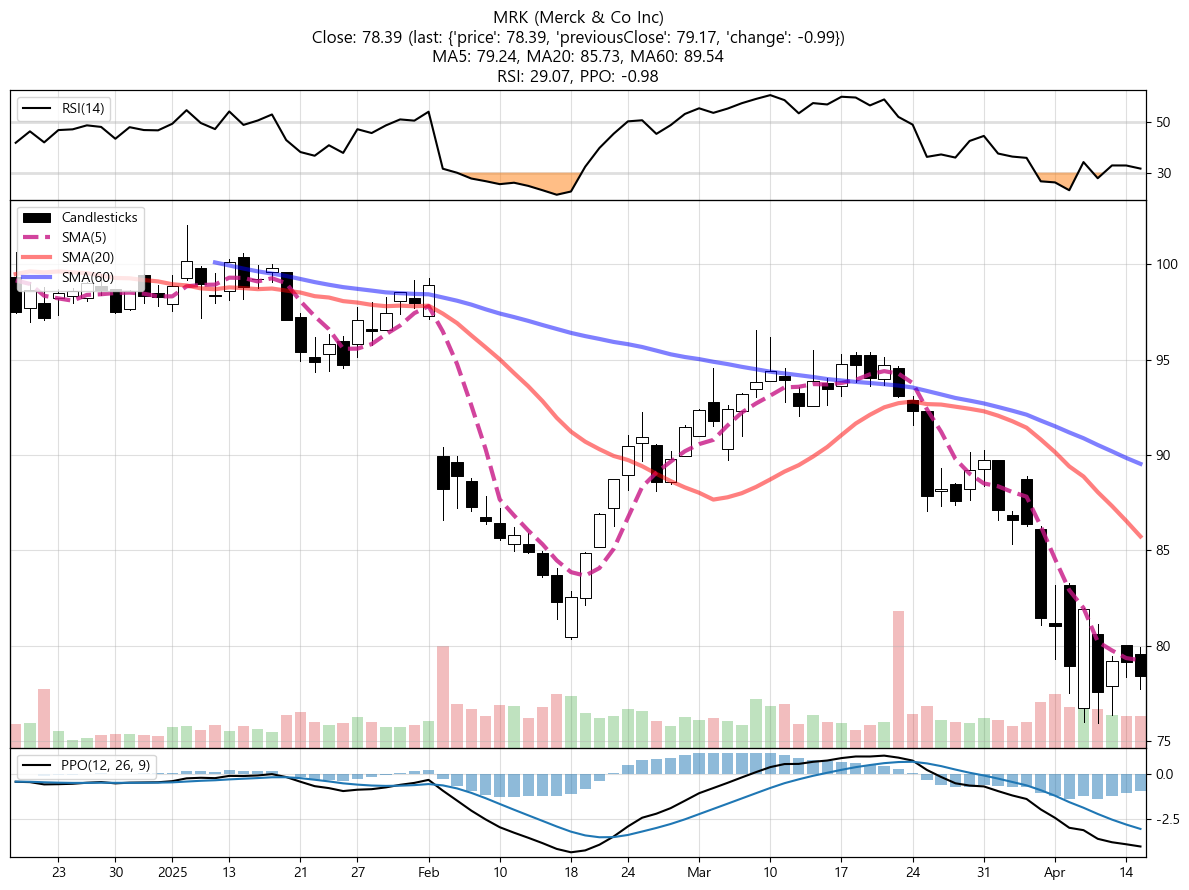 MRK (Merck & Co Inc)
Close: 78.39 (last: {'price': 78.39, 'previousClose': 79.17, 'change': -0.99})
MA5: 79.24, MA20: 85.73, MA60: 89.54
RSI: 29.07, PPO: -0.98
RSI(14)
50
30
Candlesticks
SMA(5)
SMA(20)
SMA(60)
100
95
90
85
80
75
PPO(12, 26, 9)
0.0
-2.5
23 30 2025 13 21 27 Feb 10 18 24 Mar 10 17 24 31 Apr 14